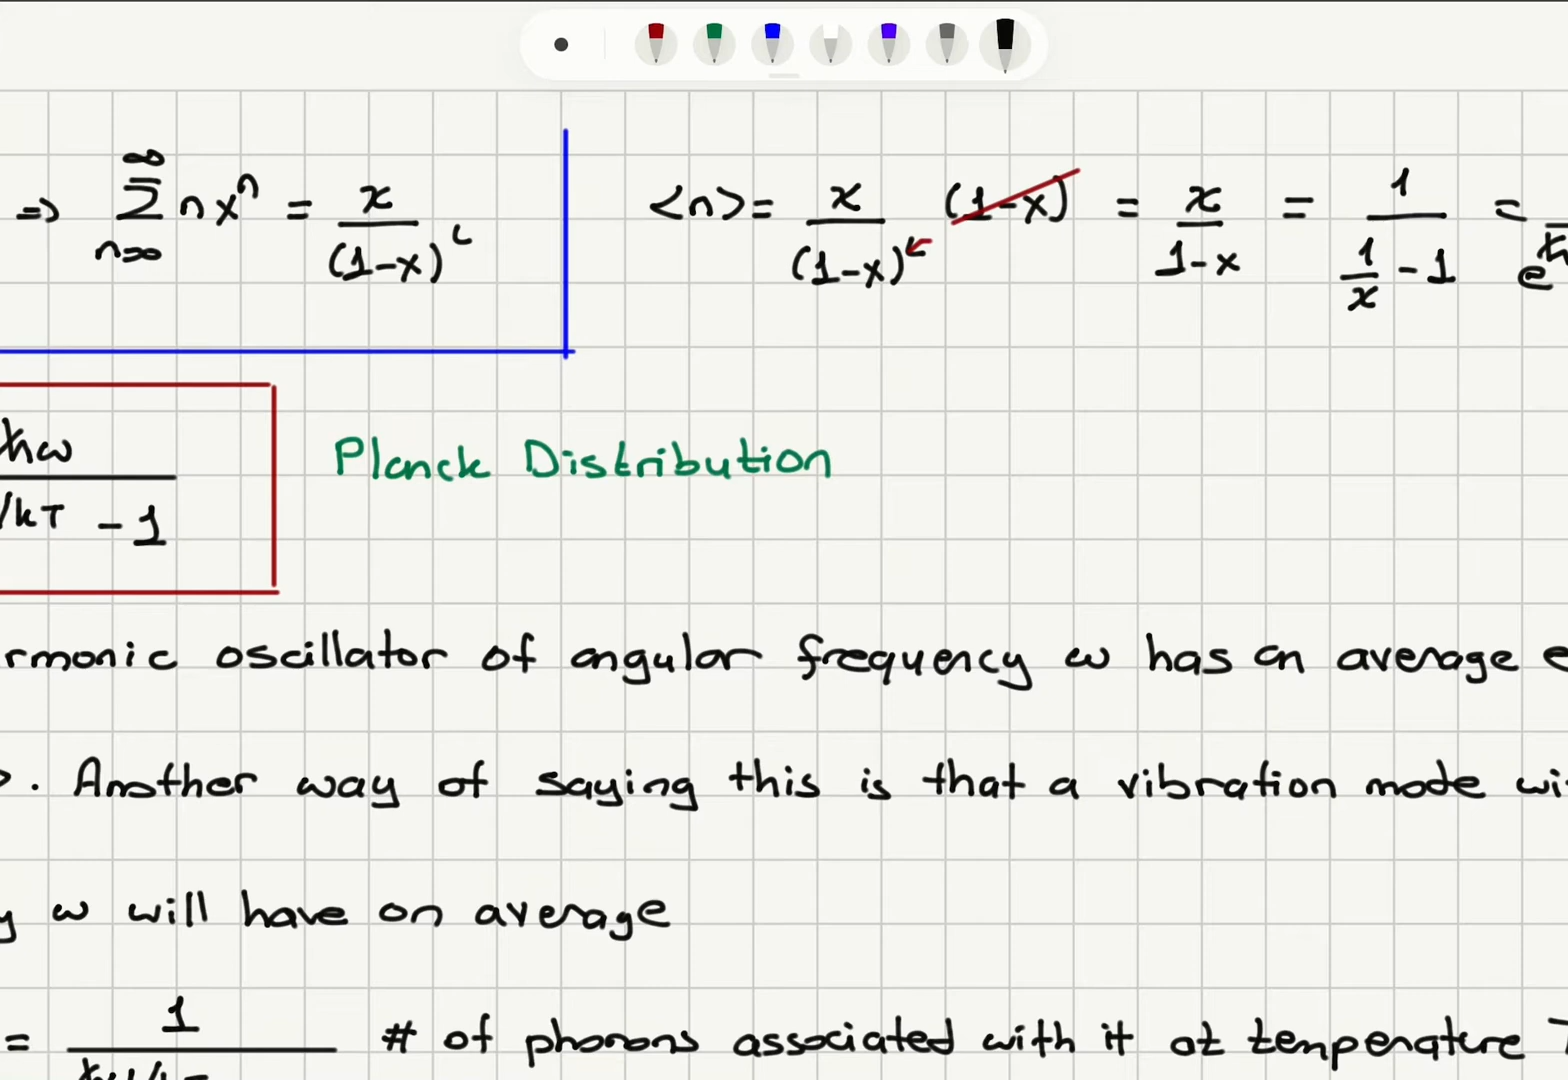 => ∞ Σ n=0 n xⁿ = x / (1-x)² <n> = x / (1-x)² (1-x) = x / 1-x = 1 / 1/x - 1 = e^ħ
ħω
/kT - 1
Planck Distribution
rmonic oscillator of angular frequency ω has an average e
>. Another way of saying this is that a vibration mode wi
y ω will have on average
= 1 # of phonons associated with it at temperature T